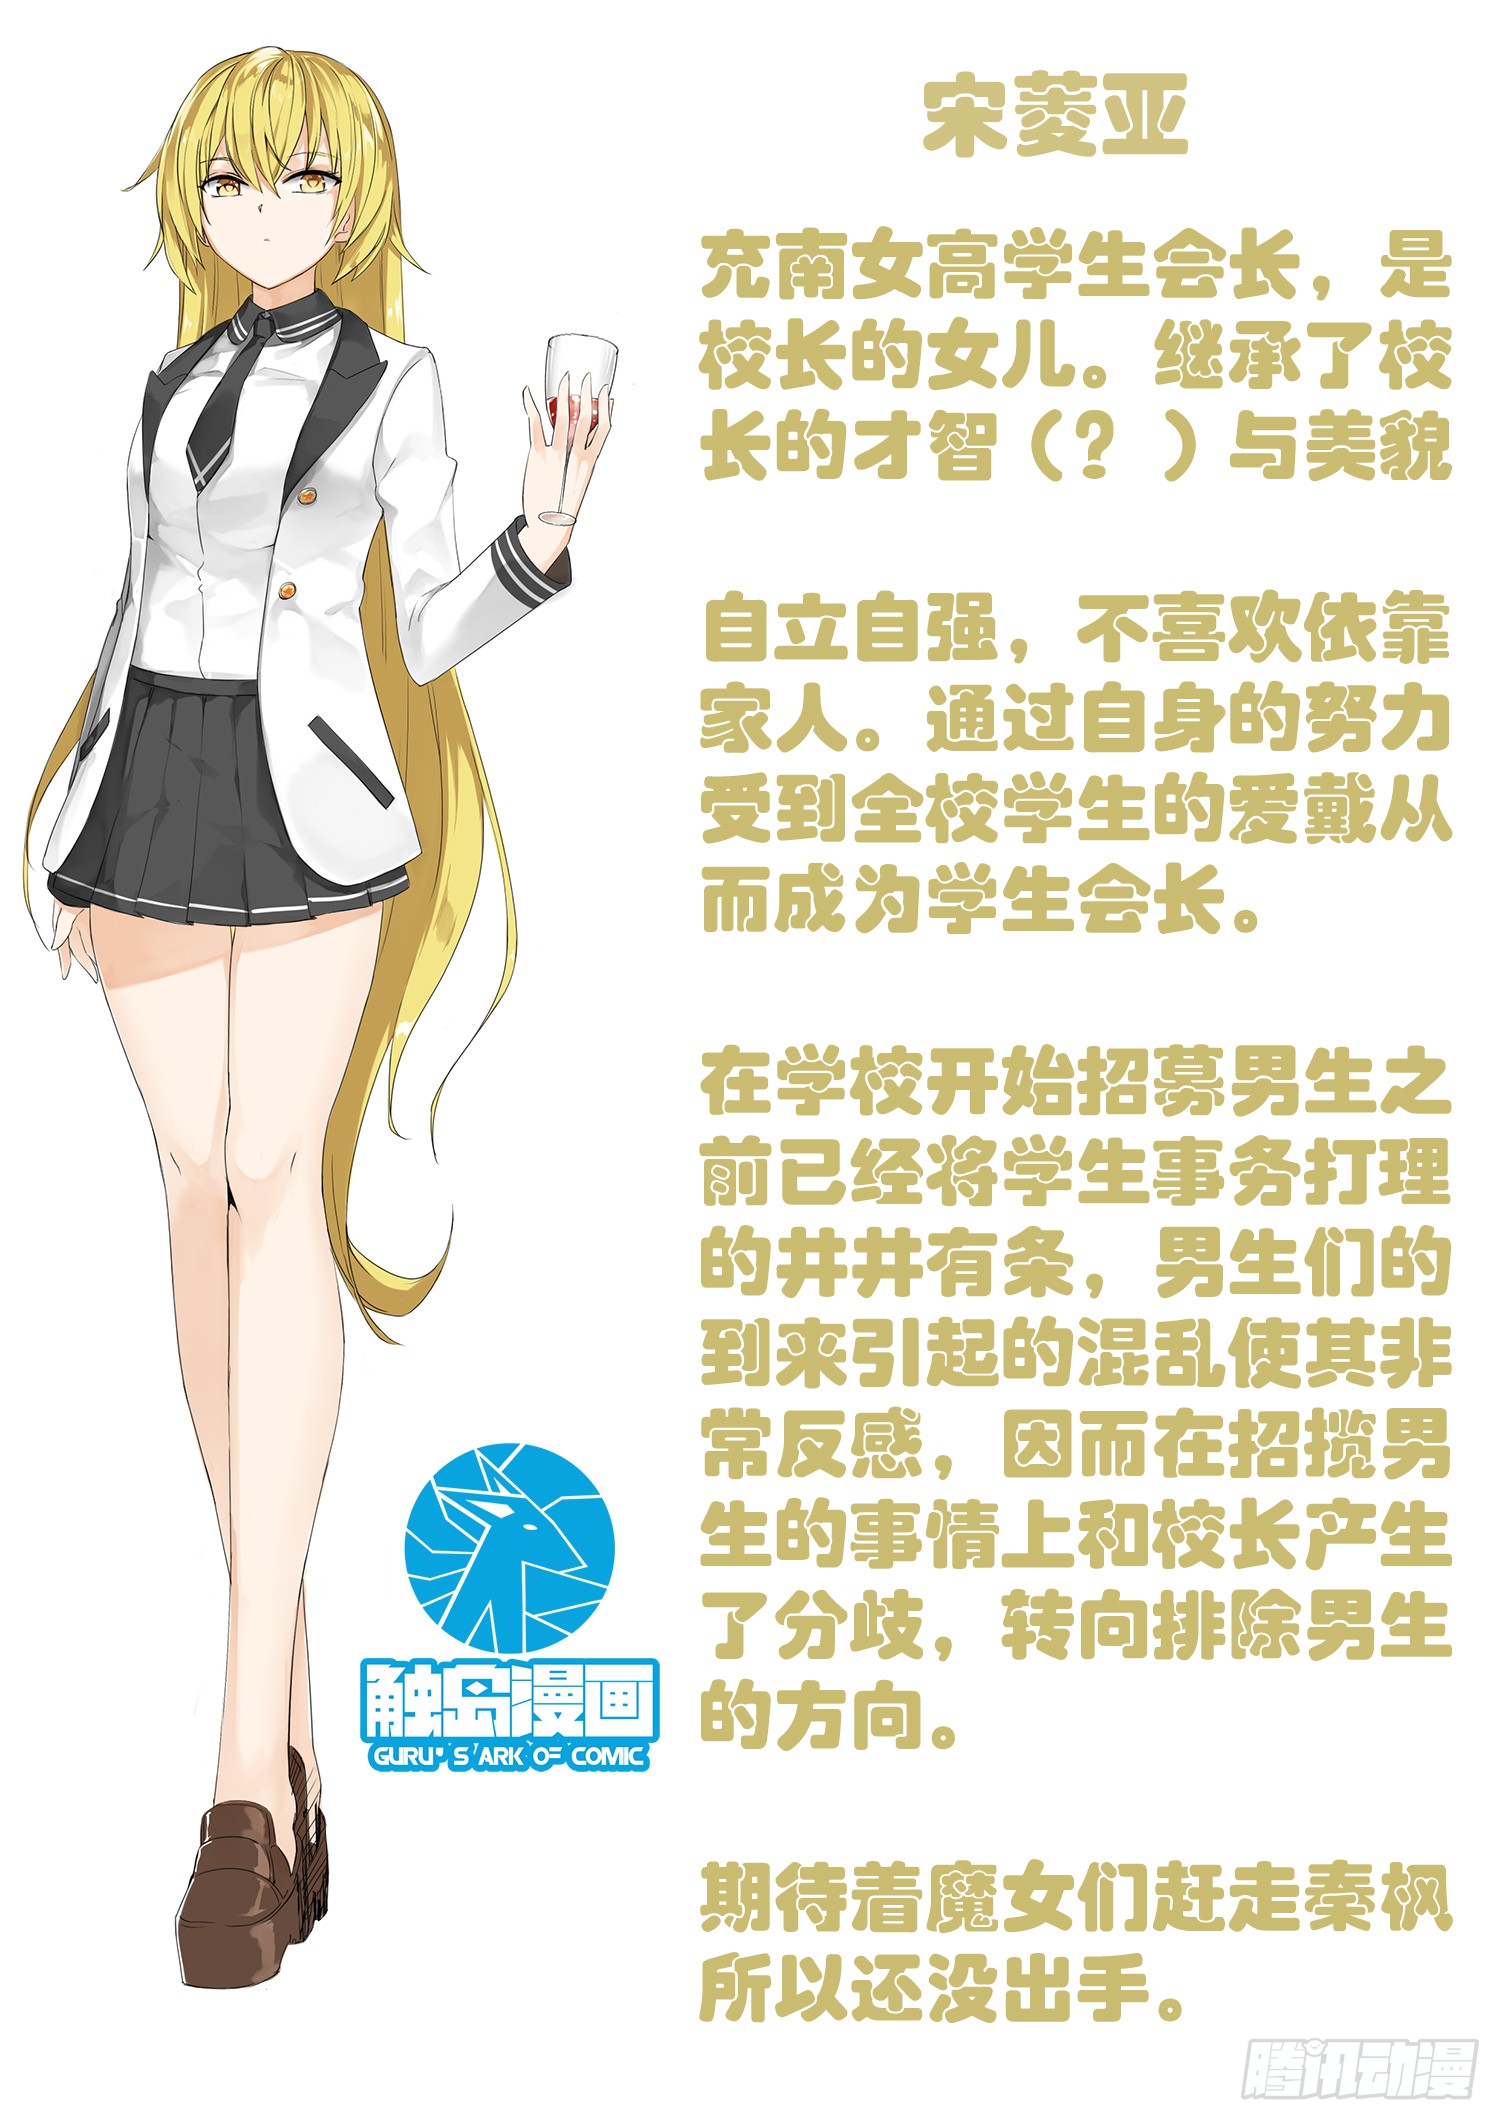 宋菱亚
充南女高学生会长，是
校长的女儿。继承了校
长的才智（？）与美貌
自立自强，不喜欢依靠
家人。通过自身的努力
受到全校学生的爱戴从
而成为学生会长。
在学校开始招募男生之
前已经将学生事务打理
的井井有条，男生们的
到来引起的混乱使其非
常反感，因而在招揽男
生的事情上和校长产生
了分歧，转向排除男生
的方向。
期待着魔女们赶走秦枫
所以还没出手。
触岛漫画
GURU'S ARK OF COMIC
腾讯动漫